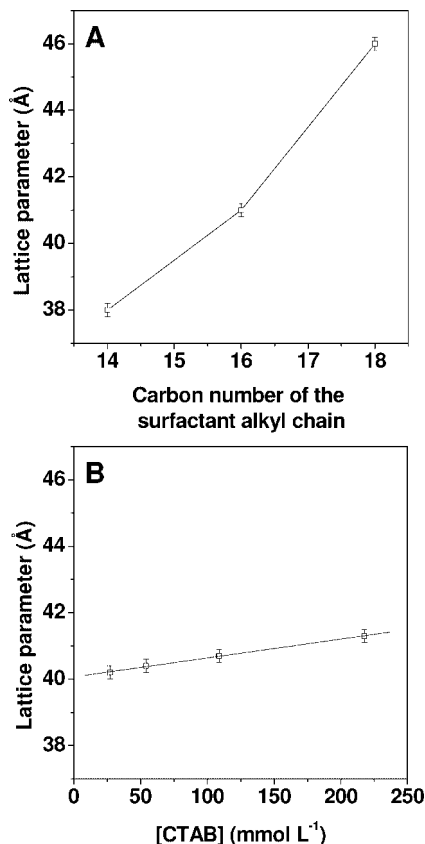 A
46
44
42
40
38
Lattice parameter (Å)
14 15 16 17 18
Carbon number of the
surfactant alkyl chain
B
46
44
42
40
38
Lattice parameter (Å)
0 50 100 150 200 250
[CTAB] (mmol L⁻¹)